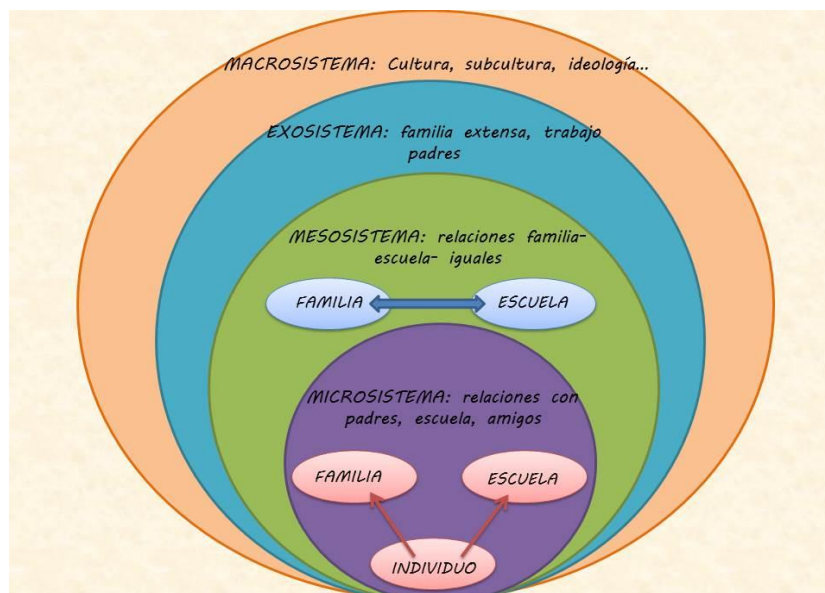 MACROSISTEMA: Cultura, subcultura, ideología...
EXOSISTEMA: familia extensa, trabajo
padres
MESOSISTEMA: relaciones familia-
escuela- iguales
FAMILIA
ESCUELA
MICROSISTEMA: relaciones con
padres, escuela, amigos
FAMILIA
ESCUELA
INDIVIDUO